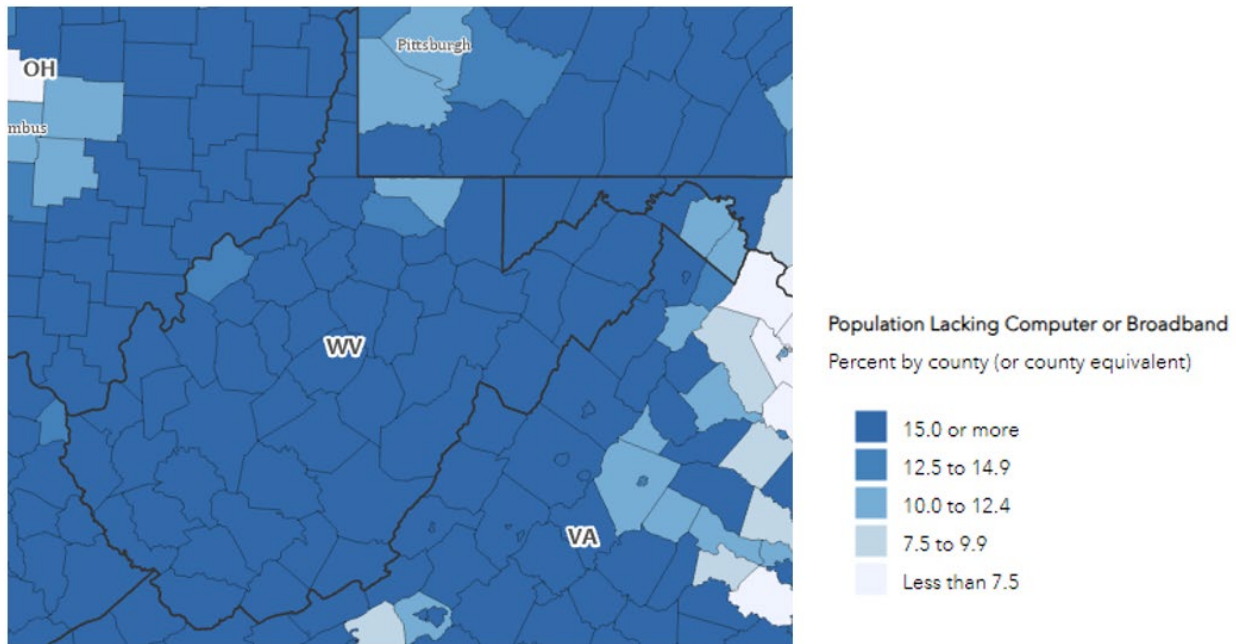 Pittsburgh
OH
mbus
WV
VA
Population Lacking Computer or Broadband
Percent by county (or county equivalent)
15.0 or more
12.5 to 14.9
10.0 to 12.4
7.5 to 9.9
Less than 7.5